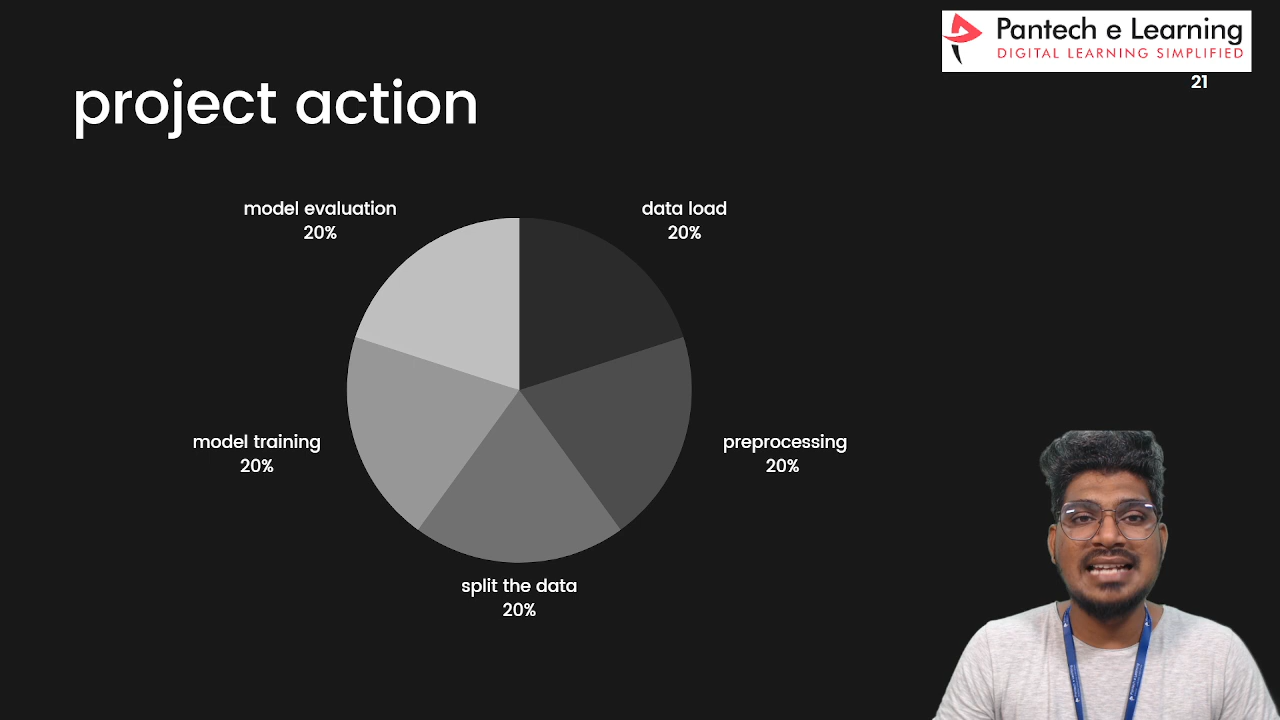 Pantech e Learning
DIGITAL LEARNING SIMPLIFIED
21
project action
model evaluation
20%
data load
20%
model training
20%
preprocessing
20%
split the data
20%